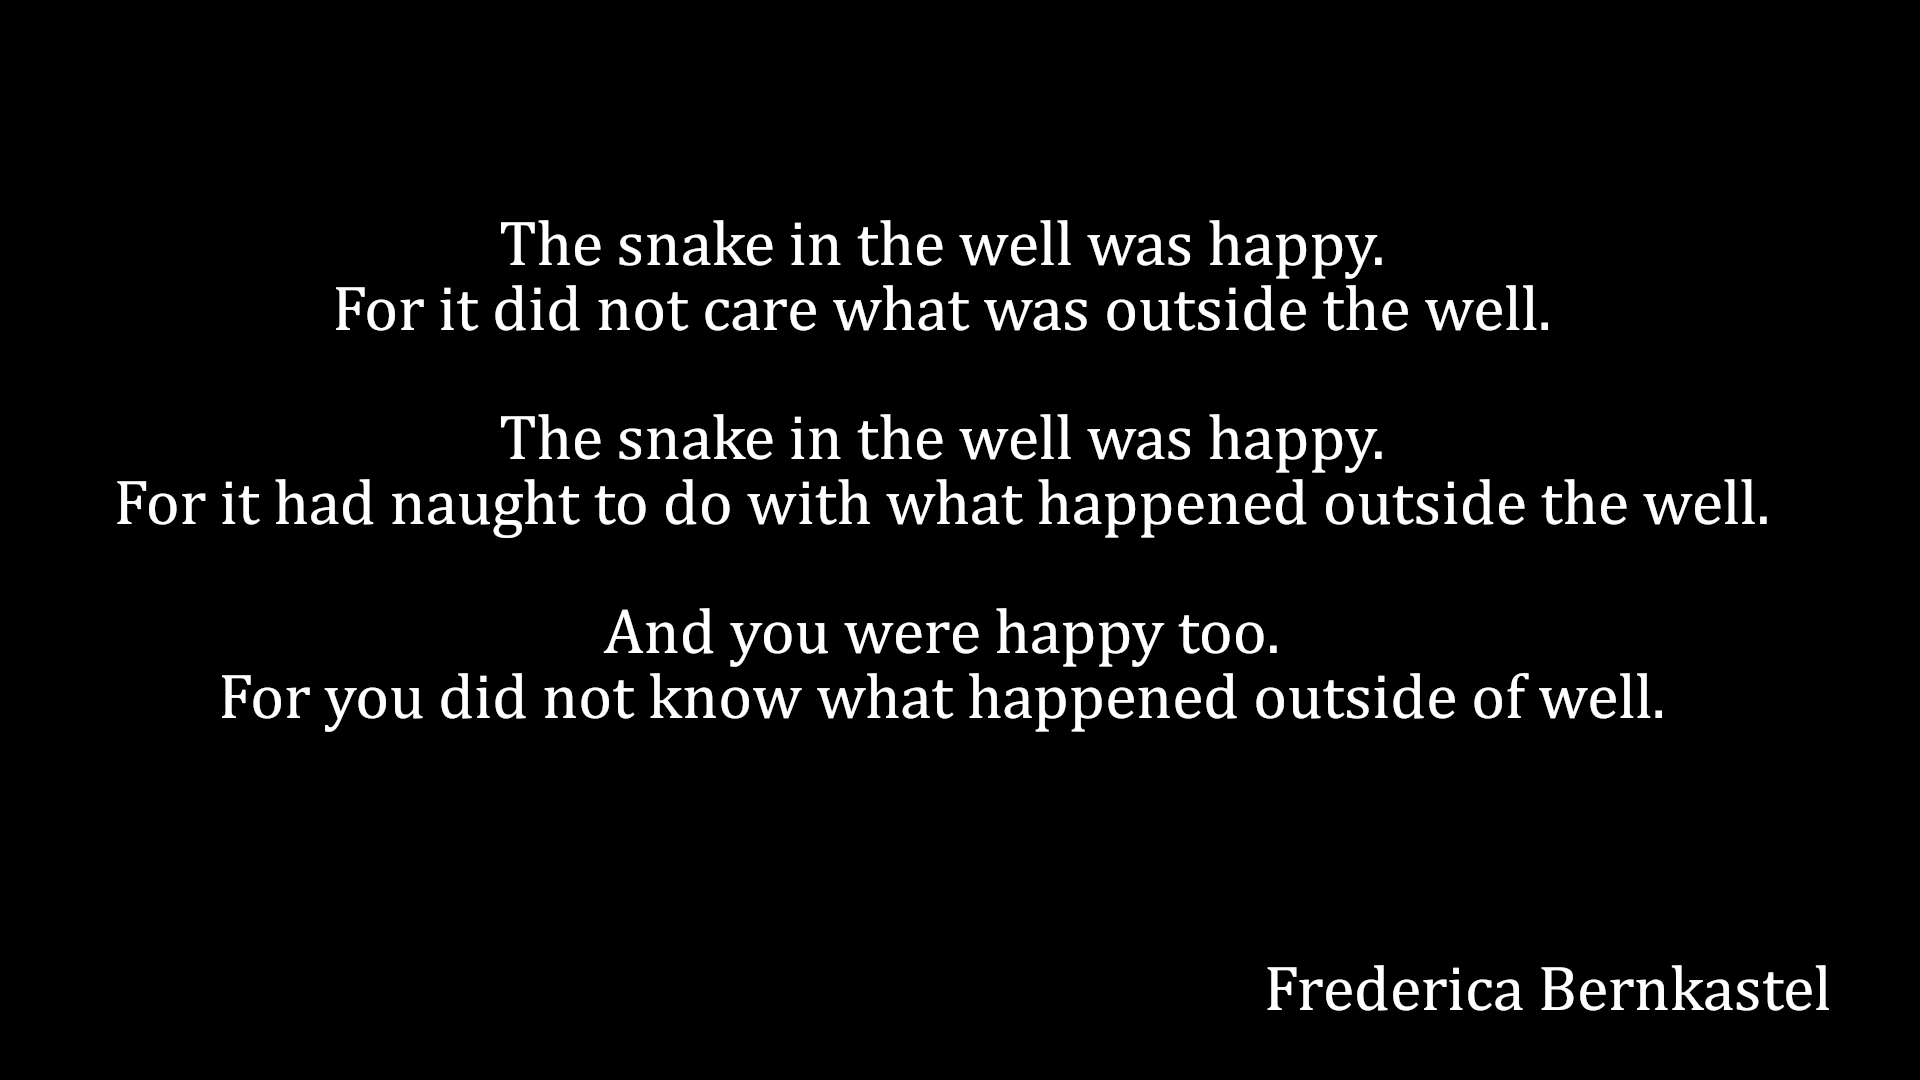 The snake in the well was happy.
For it did not care what was outside the well.
The snake in the well was happy.
For it had naught to do with what happened outside the well.
And you were happy too.
For you did not know what happened outside of well.
Frederica Bernkastel